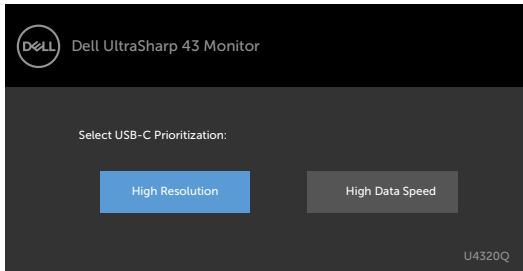 DELL
Dell UltraSharp 43 Monitor
Select USB-C Prioritization:
High Resolution
High Data Speed
U4320Q